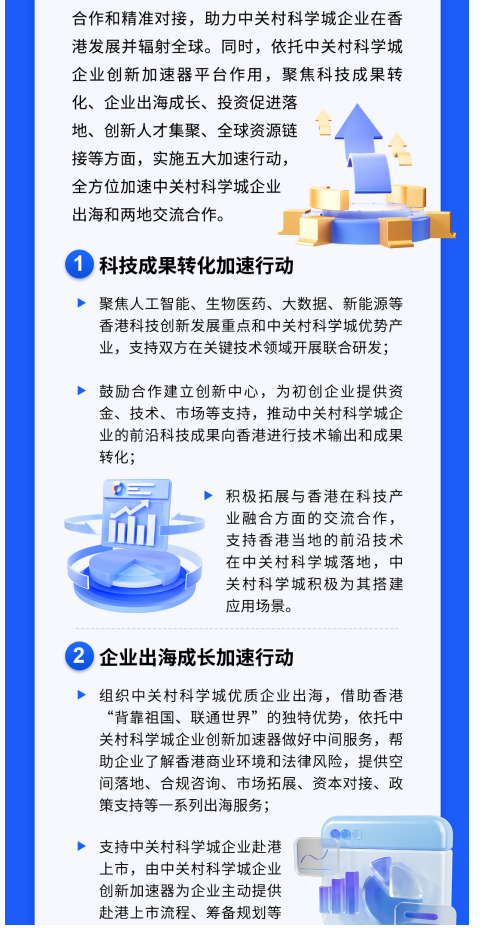 合作和精准对接，助力中关村科学城企业在香
港发展并辐射全球。同时，依托中关村科学城
企业创新加速器平台作用，聚焦科技成果转
化、企业出海成长、投资促进落
地、创新人才集聚、全球资源链
接等方面，实施五大加速行动，
全方位加速中关村科学城企业
出海和两地交流合作。
1 科技成果转化加速行动
聚焦人工智能、生物医药、大数据、新能源等
香港科技创新发展重点和中关村科学城优势产
业，支持双方在关键技术领域开展联合研发；
鼓励合作建立创新中心，为初创企业提供资
金、技术、市场等支持，推动中关村科学城企
业的前沿科技成果向香港进行技术输出和成果
转化；
积极拓展与香港在科技产
业融合方面的交流合作，
支持香港当地的前沿技术
在中关村科学城落地，中
关村科学城积极为其搭建
应用场景。
2 企业出海成长加速行动
组织中关村科学城优质企业出海，借助香港
“背靠祖国、联通世界”的独特优势，依托中
关村科学城企业创新加速器做好中间服务，帮
助企业了解香港商业环境和法律风险，提供空
间落地、合规咨询、市场拓展、资本对接、政
策支持等一系列出海服务；
支持中关村科学城企业赴港
上市，由中关村科学城企业
创新加速器为企业主动提供
赴港上市流程、筹备规划等